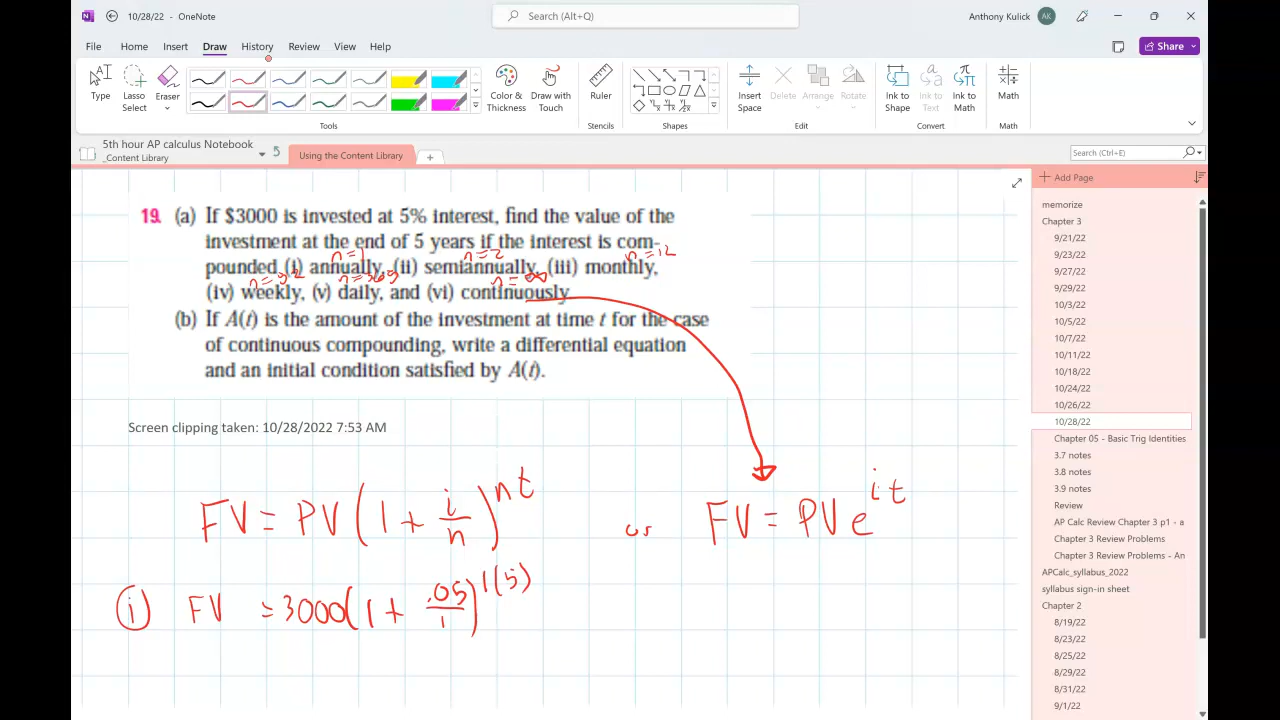 10/28/22 - OneNote
Search (Alt+Q)
Anthony Kulick
AK
File Home Insert Draw History Review View Help
Share
Type
Lasso Select
Eraser
Color & Thickness
Draw with Touch
Ruler
Insert Space
Delete
Arrange
Rotate
Ink to Shape
Ink to Text
Ink to Math
Math
Tools
Stencils
Shapes
Edit
Convert
Math
5th hour AP calculus Notebook
_Content Library
Using the Content Library
Search (Ctrl+E)
19. (a) If $3000 is invested at 5% interest, find the value of the
investment at the end of 5 years if the interest is com-
n=1 n=2 n=12
pounded (i) annually, (ii) semiannually, (iii) monthly,
n=52 n=365 n=∞
(iv) weekly, (v) daily, and (vi) continuously
(b) If A(t) is the amount of the investment at time t for the case
of continuous compounding, write a differential equation
and an initial condition satisfied by A(t).
Screen clipping taken: 10/28/2022 7:53 AM
FV = PV(1 + i/n)^nt or FV = PVe^it
(i) FV = 3000(1 + .05/1)^1(5)
Add Page
memorize
Chapter 3
9/21/22
9/23/22
9/27/22
9/29/22
10/3/22
10/5/22
10/7/22
10/11/22
10/18/22
10/24/22
10/26/22
10/28/22
Chapter 05 - Basic Trig Identities
3.7 notes
3.8 notes
3.9 notes
Review
AP Calc Review Chapter 3 p1 - a
Chapter 3 Review Problems
Chapter 3 Review Problems - An
APCalc_syllabus_2022
syllabus sign-in sheet
Chapter 2
8/19/22
8/23/22
8/25/22
8/29/22
8/31/22
9/1/22